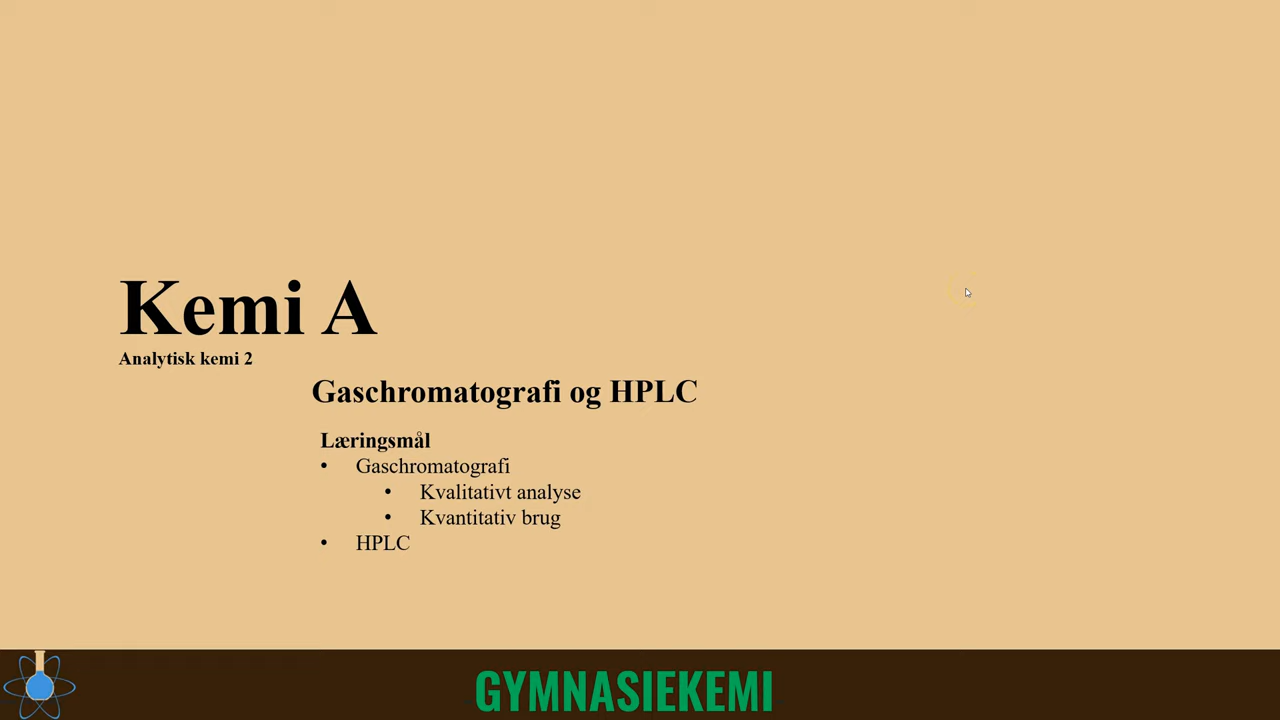 Kemi A
Analytisk kemi 2
Gaschromatografi og HPLC
Læringsmål
• Gaschromatografi
• Kvalitativt analyse
• Kvantitativ brug
• HPLC
GYMNASIEKEMI